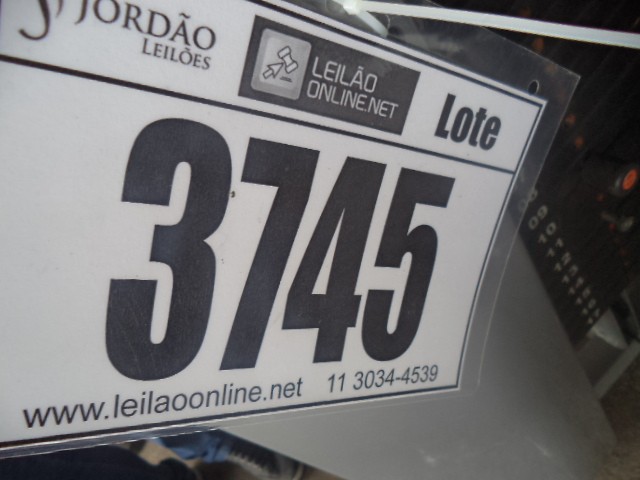 JORDÃO
LEILÕES
LEILÃO
ONLINE.NET
Lote
3745
www.leilaoonline.net 11 3034-4539